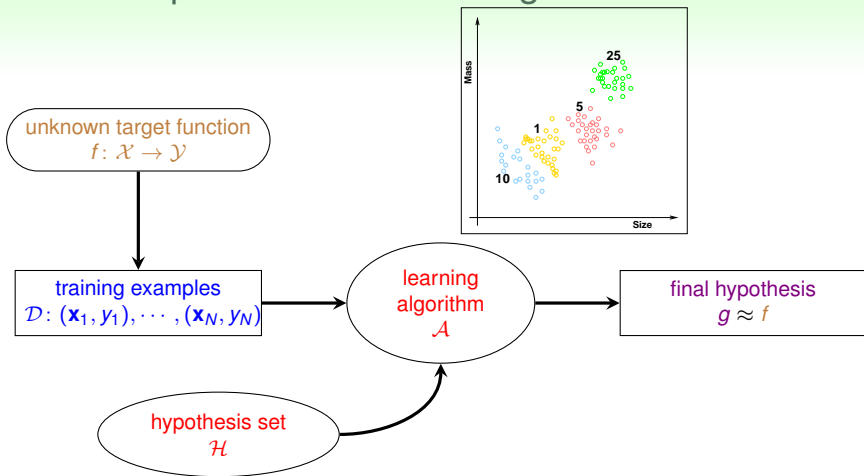 Mass
25
5
1
10
Size
unknown target function
f: 𝒳 → 𝒴
training examples
𝒟: (x₁, y₁), ⋯ , (x_N, y_N)
learning
algorithm
𝒜
final hypothesis
g ≈ f
hypothesis set
ℋ